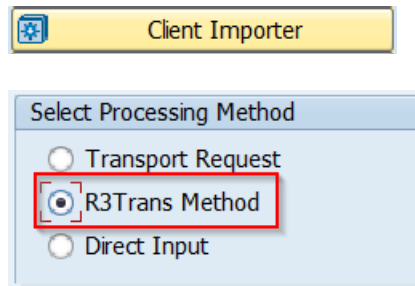 Client Importer
Select Processing Method
Transport Request
R3Trans Method
Direct Input